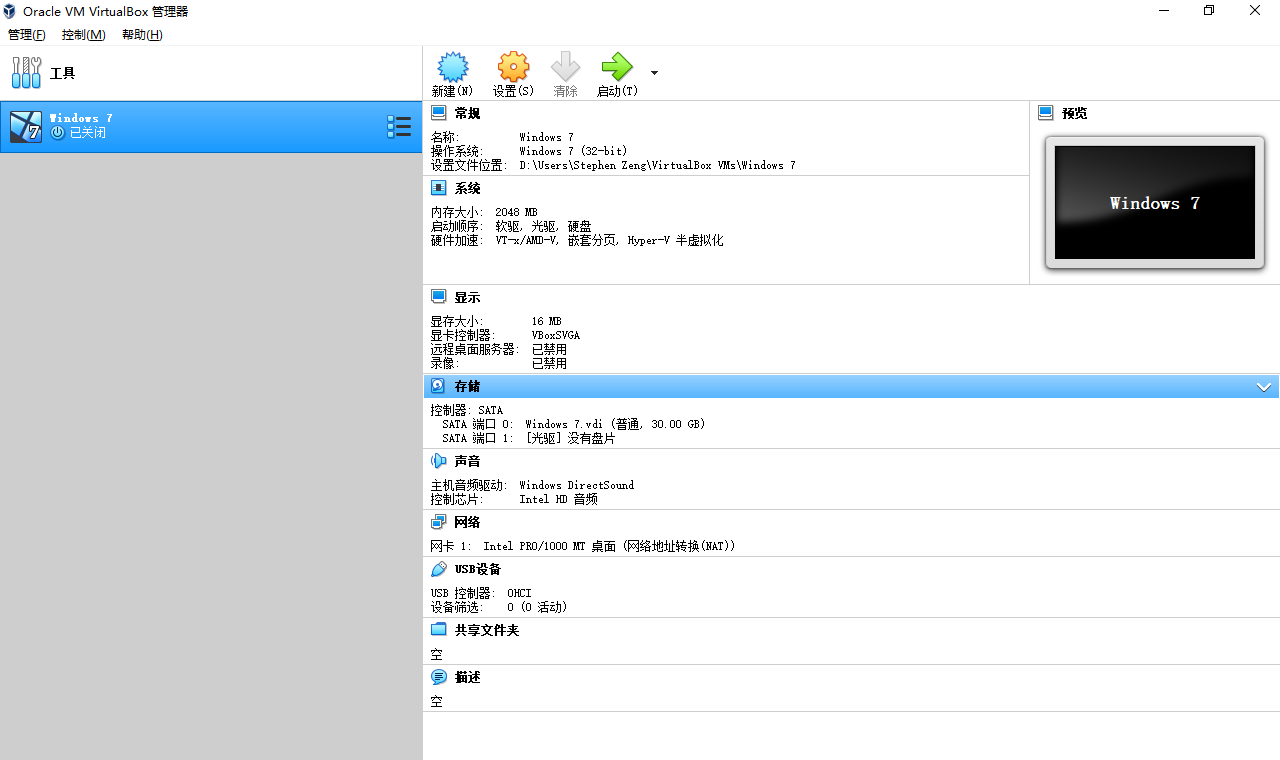 Oracle VM VirtualBox 管理器
管理(F) 控制(M) 帮助(H)
工具
新建(N) 设置(S) 清除 启动(T)
Windows 7
已关闭
常规
名称: Windows 7
操作系统: Windows 7 (32-bit)
设置文件位置: D:\Users\Stephen Zeng\VirtualBox VMs\Windows 7
预览
Windows 7
系统
内存大小: 2048 MB
启动顺序: 软驱, 光驱, 硬盘
硬件加速: VT-x/AMD-V, 嵌套分页, Hyper-V 半虚拟化
显示
显存大小: 16 MB
显卡控制器: VBoxSVGA
远程桌面服务器: 已禁用
录像: 已禁用
存储
控制器: SATA
SATA 端口 0: Windows 7.vdi (普通, 30.00 GB)
SATA 端口 1: [光驱] 没有盘片
声音
主机音频驱动: Windows DirectSound
控制芯片: Intel HD 音频
网络
网卡 1: Intel PRO/1000 MT 桌面 (网络地址转换(NAT))
USB设备
USB 控制器: OHCI
设备筛选: 0 (0 活动)
共享文件夹
空
描述
空